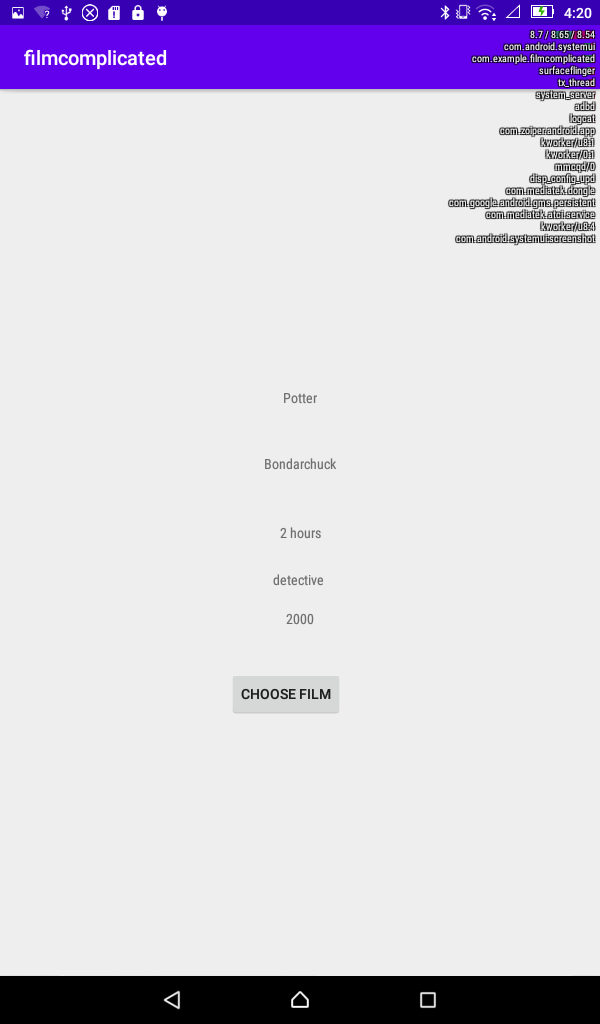 4:20
filmcomplicated
8.7 / 8.65 / 8.54
com.android.systemui
com.example.filmcomplicated
surfaceflinger
tx_thread
system_server
adbd
logcat
com.zoiper.android.app
kworker/u8:1
kworker/0:1
mmcqd/0
disp_config_upd
com.mediatek.dongle
com.google.android.gms.persistent
com.mediatek.atci.service
kworker/u8:4
com.android.systemui:screenshot
Potter
Bondarchuck
2 hours
detective
2000
CHOOSE FILM